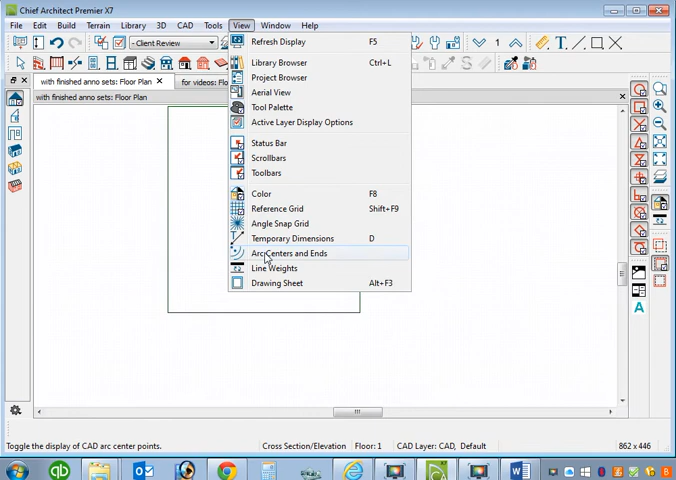 Chief Architect Premier X7
File Edit Build Terrain Library 3D CAD Tools View Window Help
Client Review
Refresh Display F5
Library Browser Ctrl+L
Project Browser
Aerial View
Tool Palette
Active Layer Display Options
Status Bar
Scrollbars
Toolbars
Color F8
Reference Grid Shift+F9
Angle Snap Grid
Temporary Dimensions D
Arc Centers and Ends
Line Weights
Drawing Sheet Alt+F3
with finished anno sets: Floor Plan
for videos: Floor
with finished anno sets: Floor Plan
Toggle the display of CAD arc center points. Cross Section/Elevation Floor: 1 CAD Layer: CAD, Default 862 x 446